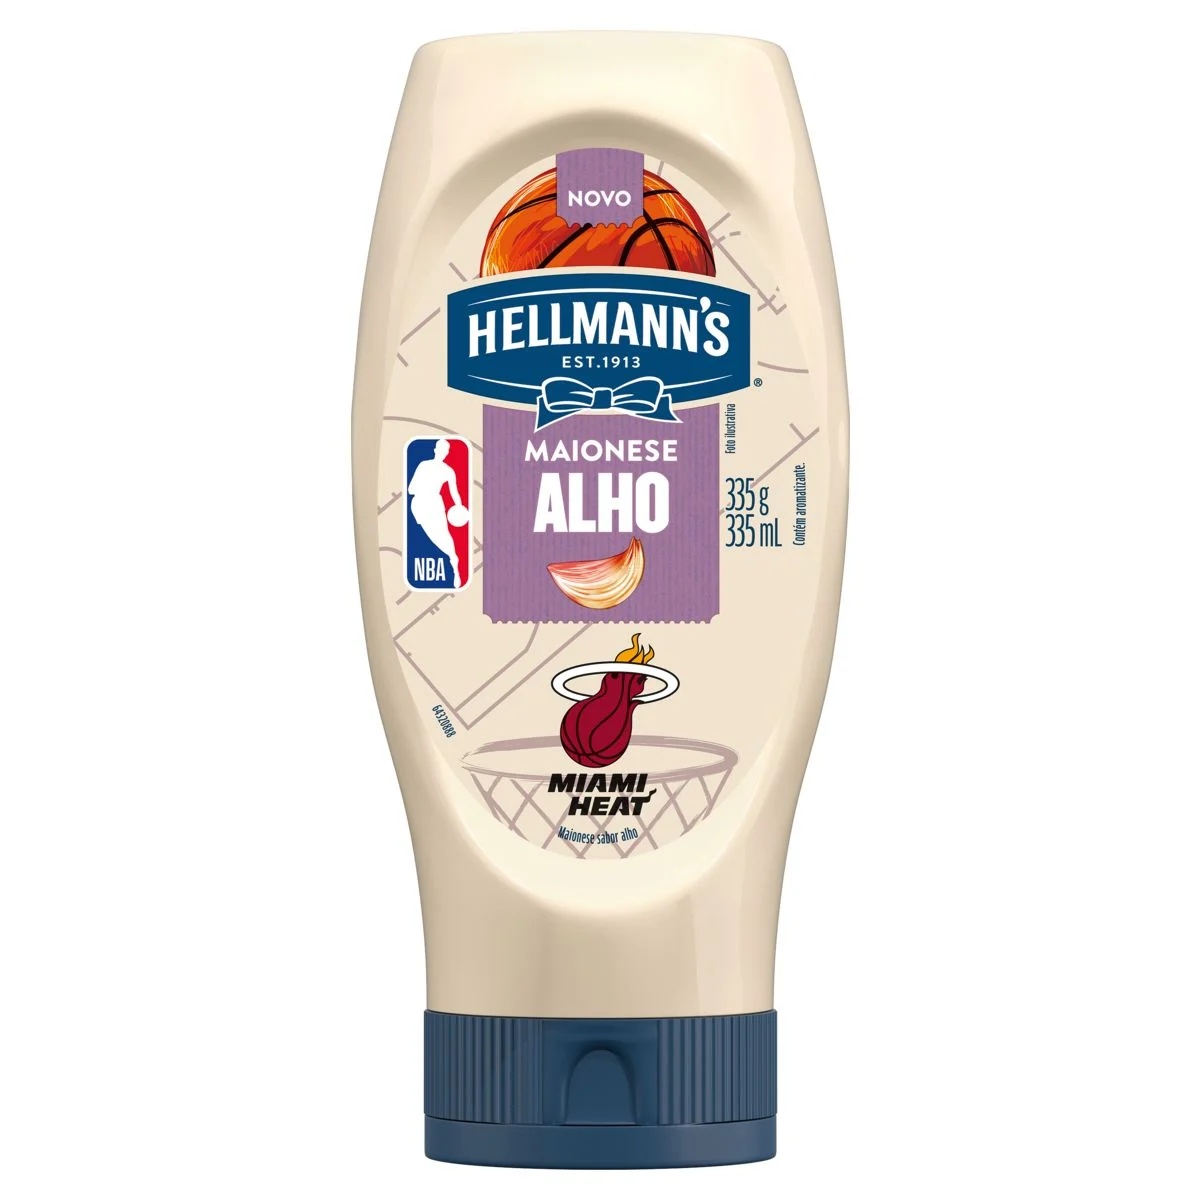 NOVO
HELLMANN'S
EST.1913
®
Foto ilustrativa
MAIONESE
ALHO
335 g
335 mL
Contém aromatizante.
NBA
64320888
MIAMI
HEAT
Maionese sabor alho